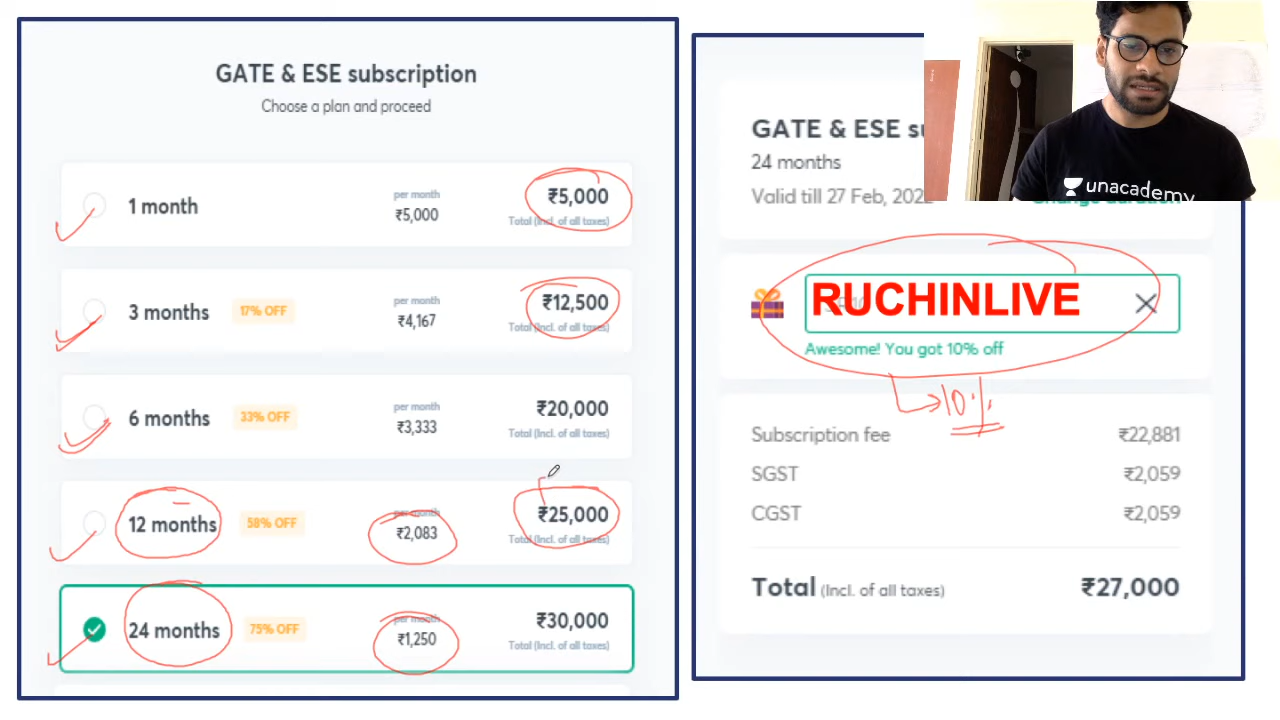 GATE & ESE subscription
Choose a plan and proceed
1 month
per month
₹5,000
₹5,000
Total (Incl. of all taxes)
3 months
17% OFF
per month
₹4,167
₹12,500
Total (Incl. of all taxes)
6 months
33% OFF
per month
₹3,333
₹20,000
Total (Incl. of all taxes)
12 months
58% OFF
per month
₹2,083
₹25,000
Total (Incl. of all taxes)
24 months
75% OFF
per month
₹1,250
₹30,000
Total (Incl. of all taxes)
GATE & ESE
24 months
Valid till 27 Feb,
Change duration
unacademy
RUCHINLIVE
Awesome! You got 10% off
10%
Subscription fee ₹22,881
SGST ₹2,059
CGST ₹2,059
Total (Incl. of all taxes) ₹27,000